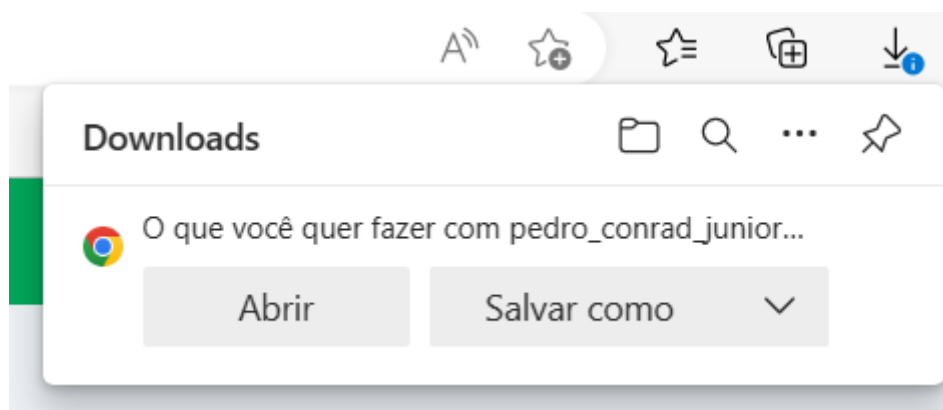 Downloads
O que você quer fazer com pedro_conrad_junior...
Abrir
Salvar como